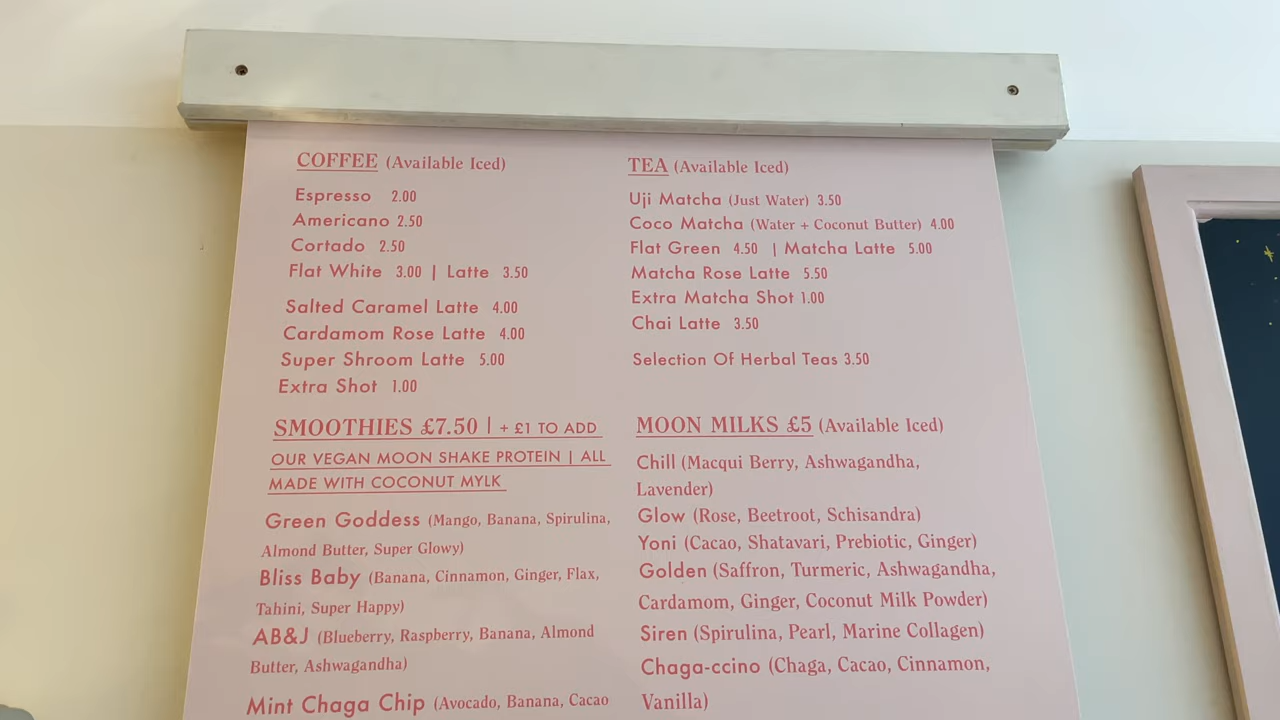 COFFEE (Available Iced)
Espresso 2.00
Americano 2.50
Cortado 2.50
Flat White 3.00 | Latte 3.50
Salted Caramel Latte 4.00
Cardamom Rose Latte 4.00
Super Shroom Latte 5.00
Extra Shot 1.00
SMOOTHIES £7.50 | + £1 TO ADD
OUR VEGAN MOON SHAKE PROTEIN | ALL
MADE WITH COCONUT MYLK
Green Goddess (Mango, Banana, Spirulina,
Almond Butter, Super Glowy)
Bliss Baby (Banana, Cinnamon, Ginger, Flax,
Tahini, Super Happy)
AB&J (Blueberry, Raspberry, Banana, Almond
Butter, Ashwagandha)
Mint Chaga Chip (Avocado, Banana, Cacao
TEA (Available Iced)
Uji Matcha (Just Water) 3.50
Coco Matcha (Water + Coconut Butter) 4.00
Flat Green 4.50 | Matcha Latte 5.00
Matcha Rose Latte 5.50
Extra Matcha Shot 1.00
Chai Latte 3.50
Selection Of Herbal Teas 3.50
MOON MILKS £5 (Available Iced)
Chill (Macqui Berry, Ashwagandha,
Lavender)
Glow (Rose, Beetroot, Schisandra)
Yoni (Cacao, Shatavari, Prebiotic, Ginger)
Golden (Saffron, Turmeric, Ashwagandha,
Cardamom, Ginger, Coconut Milk Powder)
Siren (Spirulina, Pearl, Marine Collagen)
Chaga-ccino (Chaga, Cacao, Cinnamon,
Vanilla)